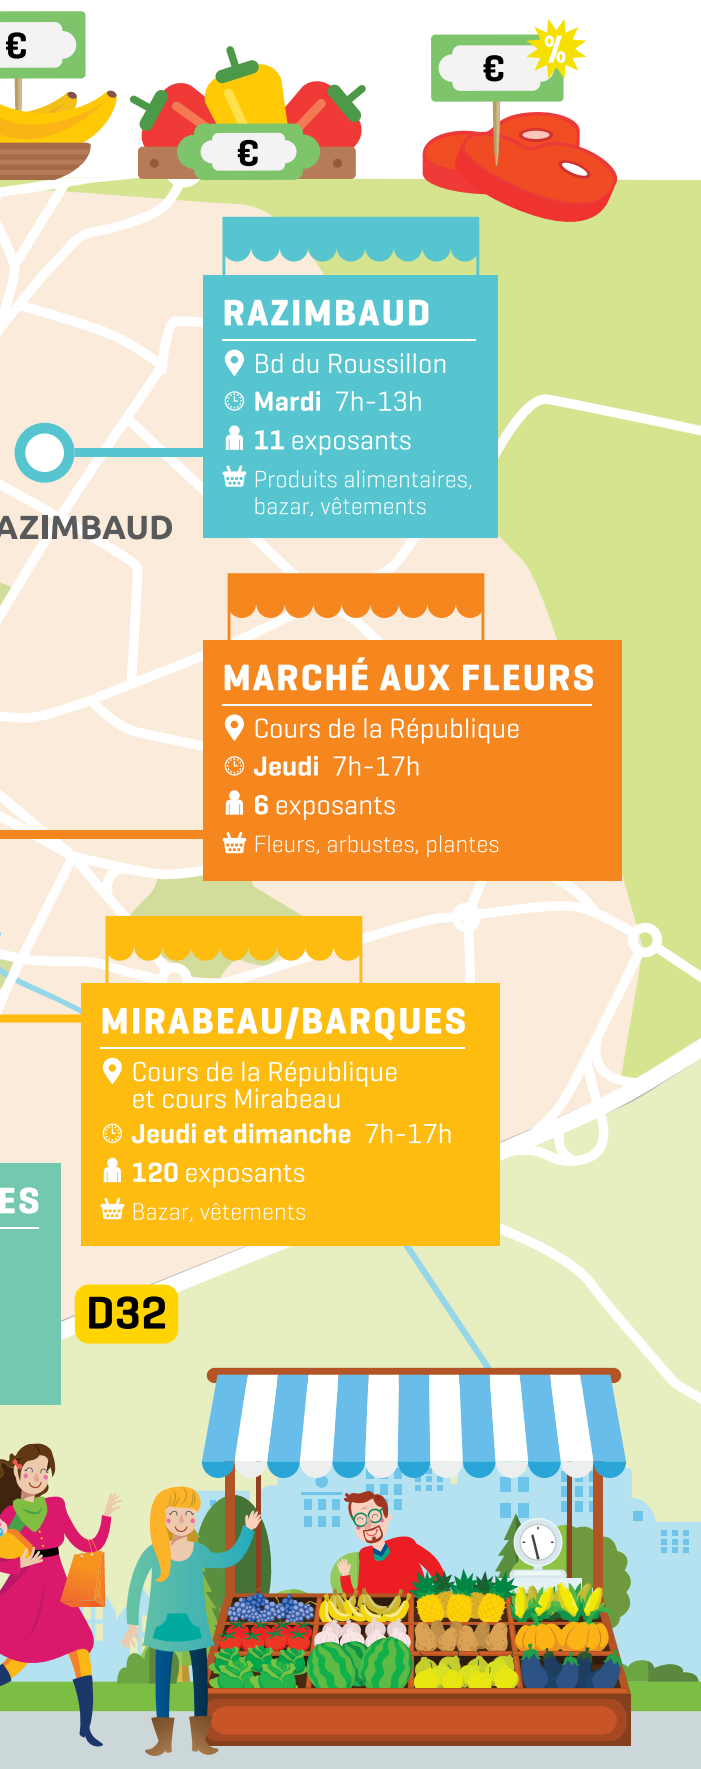 €
€
€ %
RAZIMBAUD
Bd du Roussillon
Mardi 7h-13h
11 exposants
Produits alimentaires,
bazar, vêtements
AZIMBAUD
MARCHÉ AUX FLEURS
Cours de la République
Jeudi 7h-17h
6 exposants
Fleurs, arbustes, plantes
MIRABEAU/BARQUES
Cours de la République
et cours Mirabeau
Jeudi et dimanche 7h-17h
120 exposants
Bazar, vêtements
ES
D32